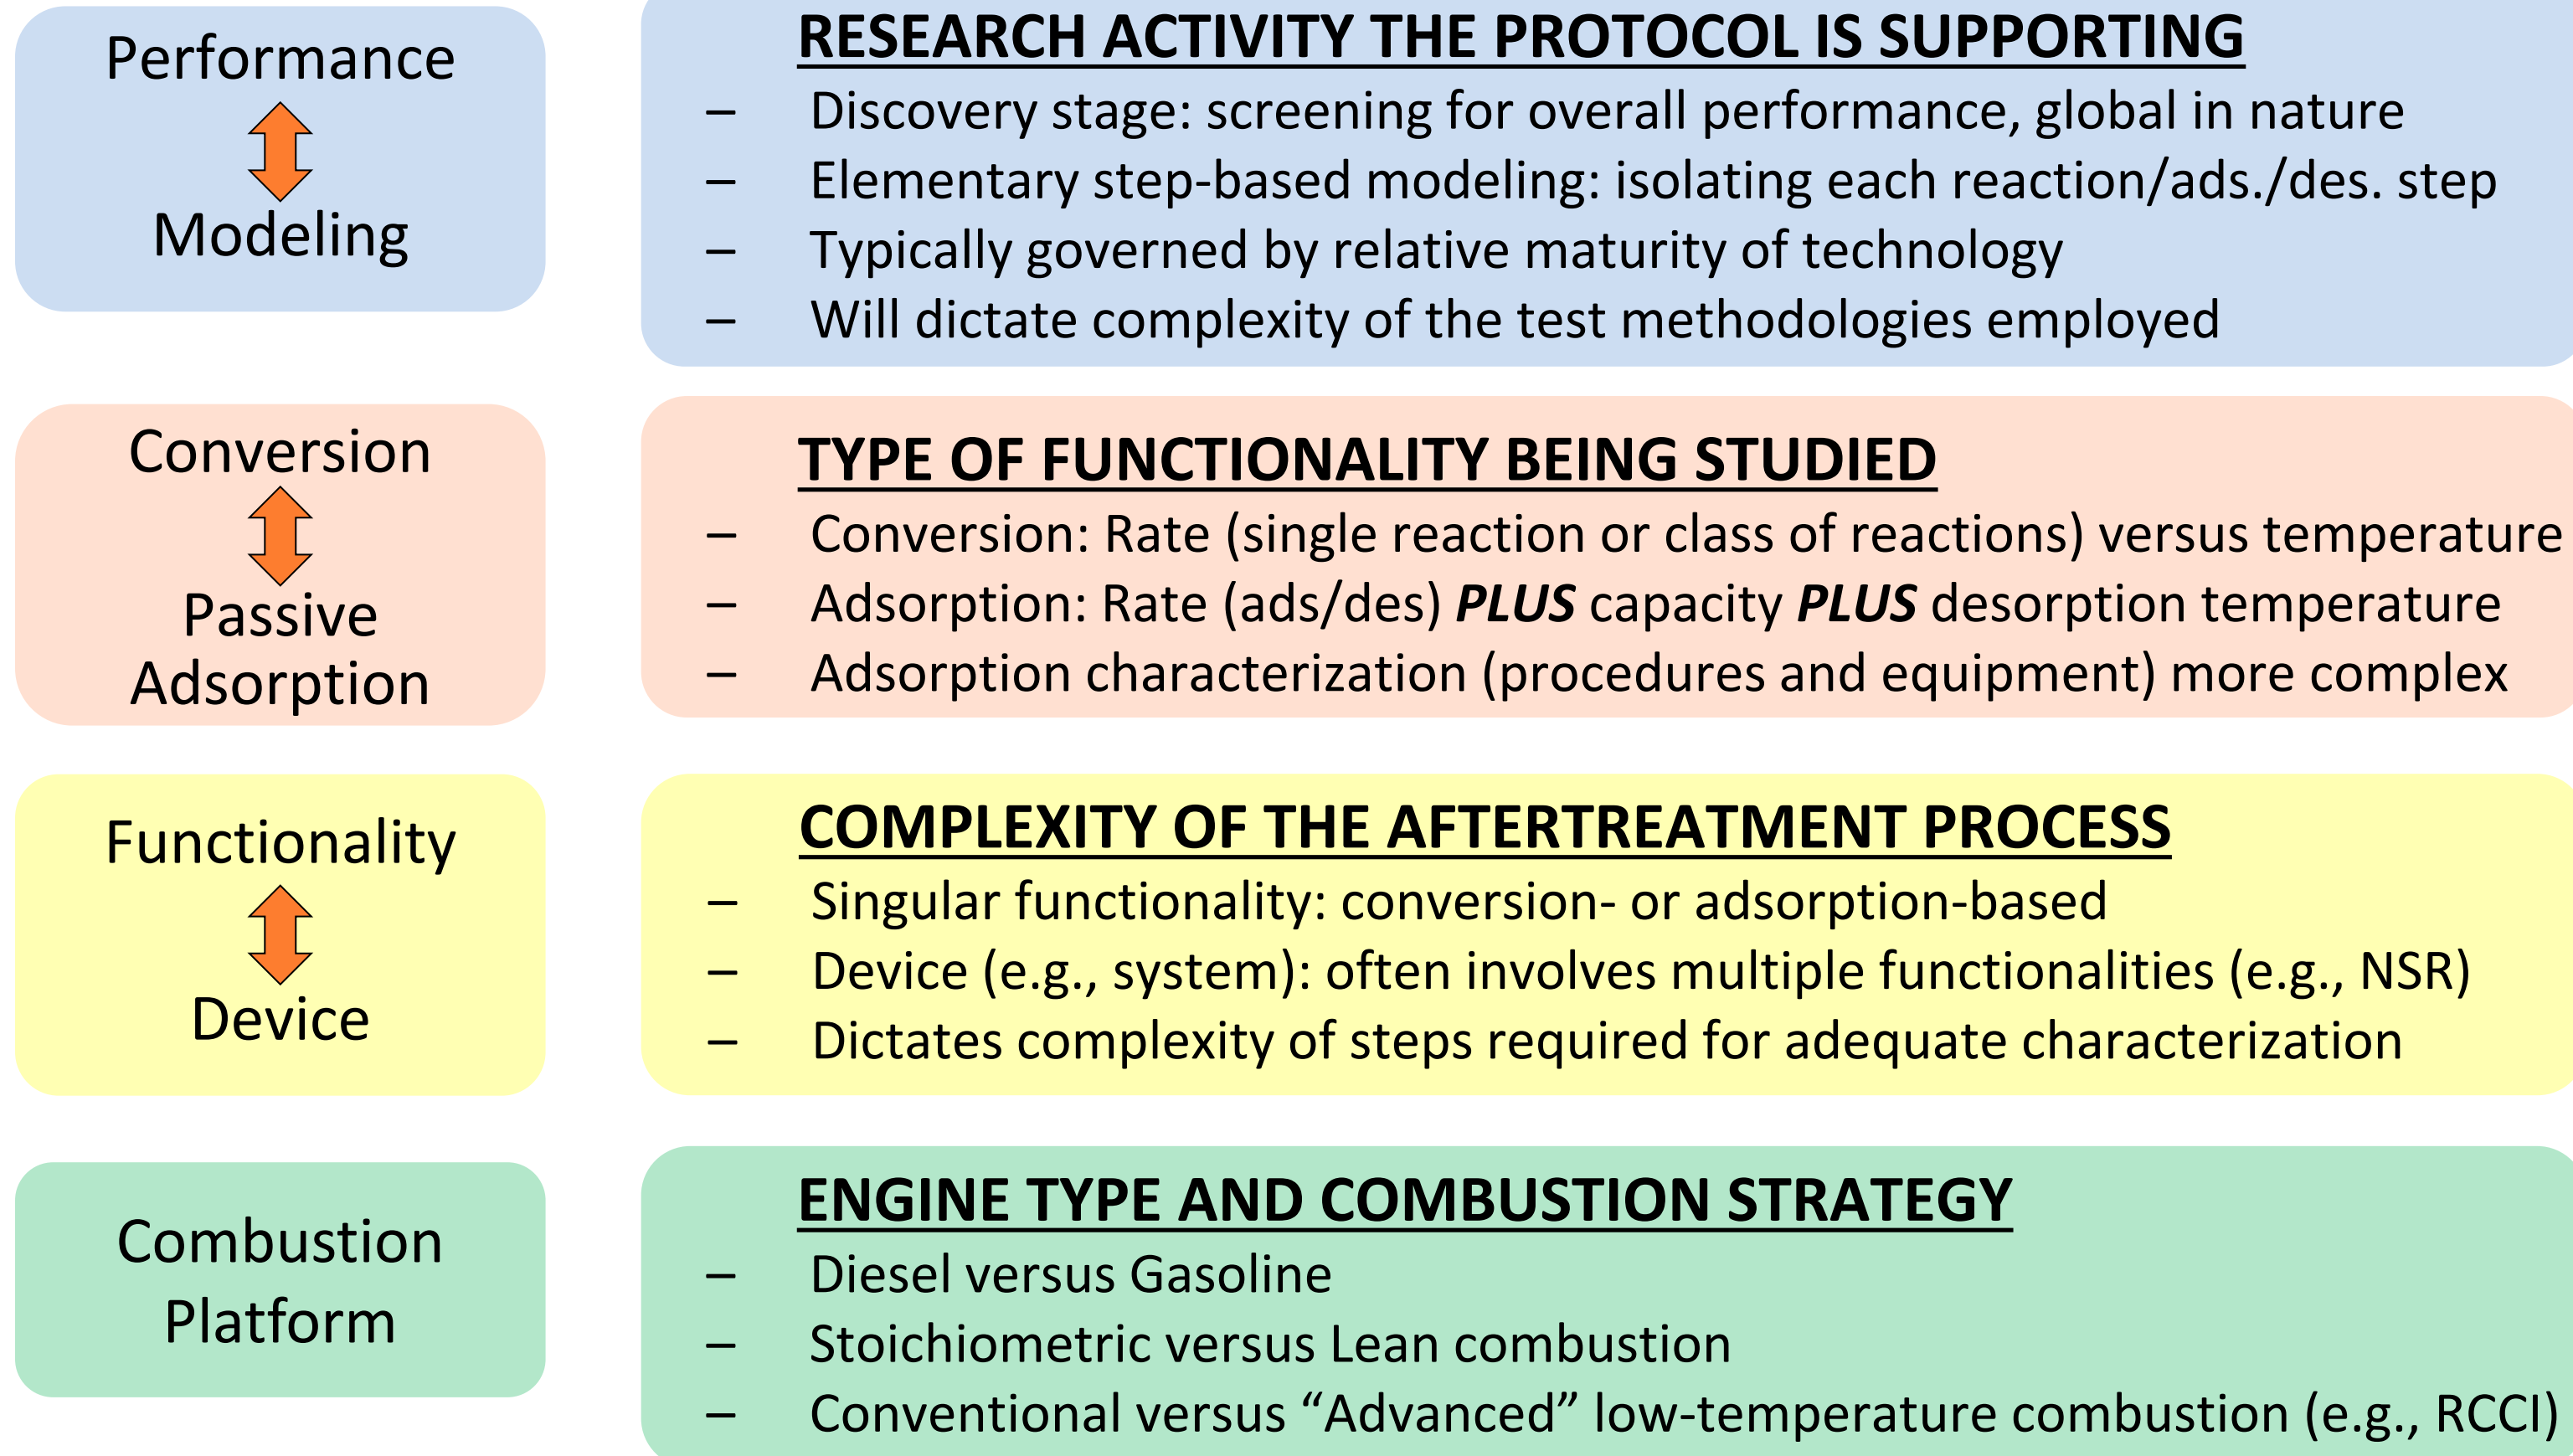 Performance
Modeling
RESEARCH ACTIVITY THE PROTOCOL IS SUPPORTING
– Discovery stage: screening for overall performance, global in nature
– Elementary step-based modeling: isolating each reaction/ads./des. step
– Typically governed by relative maturity of technology
– Will dictate complexity of the test methodologies employed
Conversion
Passive
Adsorption
TYPE OF FUNCTIONALITY BEING STUDIED
– Conversion: Rate (single reaction or class of reactions) versus temperature
– Adsorption: Rate (ads/des) PLUS capacity PLUS desorption temperature
– Adsorption characterization (procedures and equipment) more complex
Functionality
Device
COMPLEXITY OF THE AFTERTREATMENT PROCESS
– Singular functionality: conversion- or adsorption-based
– Device (e.g., system): often involves multiple functionalities (e.g., NSR)
– Dictates complexity of steps required for adequate characterization
Combustion
Platform
ENGINE TYPE AND COMBUSTION STRATEGY
– Diesel versus Gasoline
– Stoichiometric versus Lean combustion
– Conventional versus “Advanced” low-temperature combustion (e.g., RCCI)